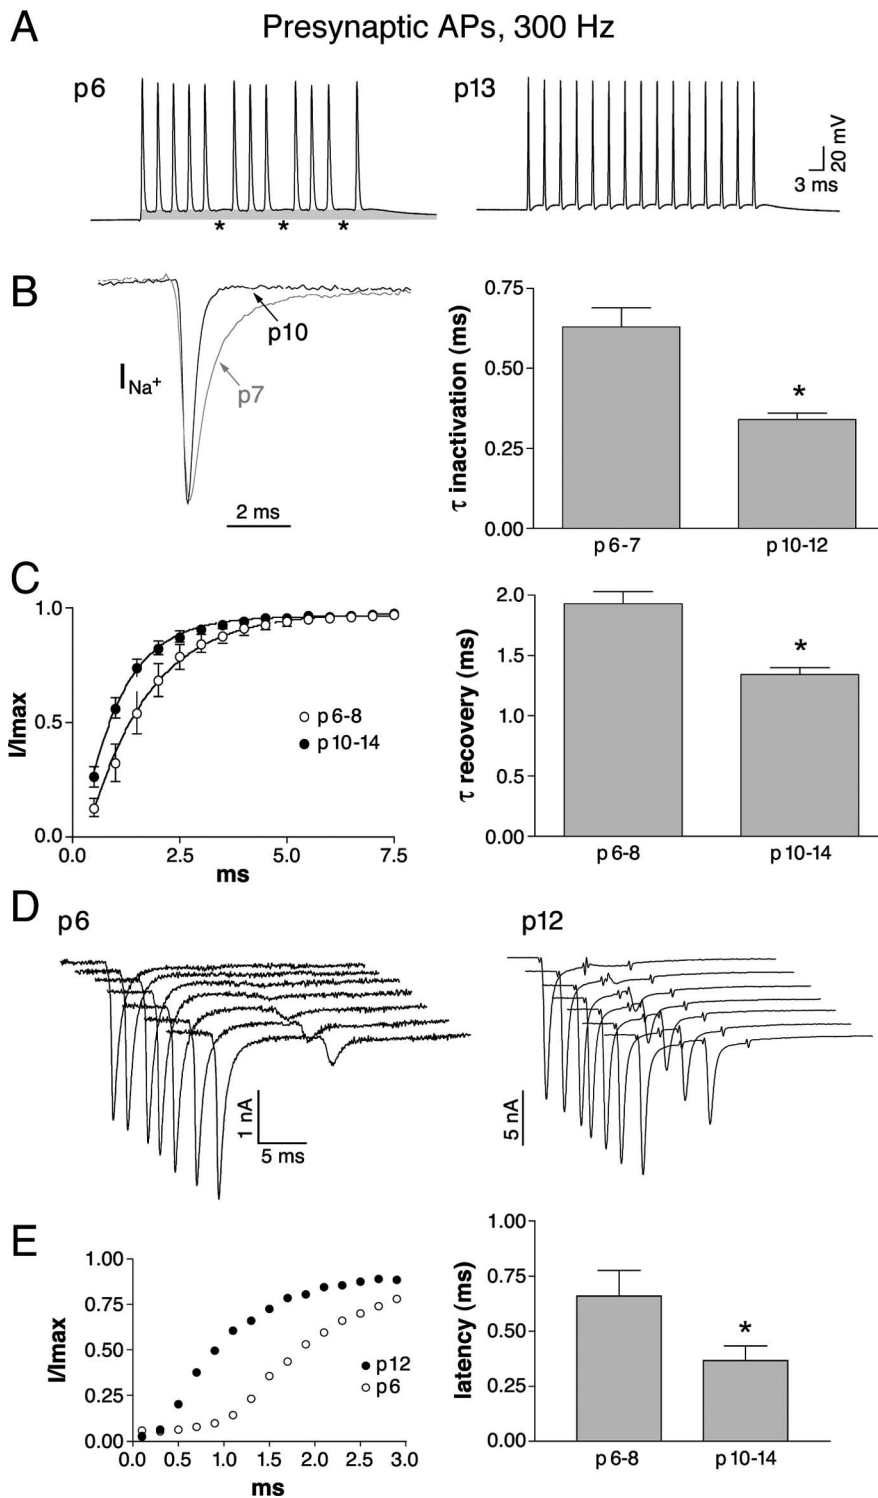 A
Presynaptic APs, 300 Hz
p6
p13
20 mV
3 ms
* * *
B
I Na+
p10
p7
2 ms
τ inactivation (ms)
0.75
0.50
0.25
0.00
*
p6-7
p10-12
C
I/Imax
1.0
0.5
0.0
0.0
2.5
5.0
7.5
ms
p6-8
p10-14
τ recovery (ms)
2.0
1.5
1.0
0.5
0.00
*
p6-8
p10-14
D
p6
p12
1 nA
5 ms
5 nA
E
I/Imax
1.00
0.75
0.50
0.25
0.00
0.0
0.5
1.0
1.5
2.0
2.5
3.0
ms
p12
p6
latency (ms)
1.00
0.75
0.50
0.25
0.00
*
p6-8
p10-14